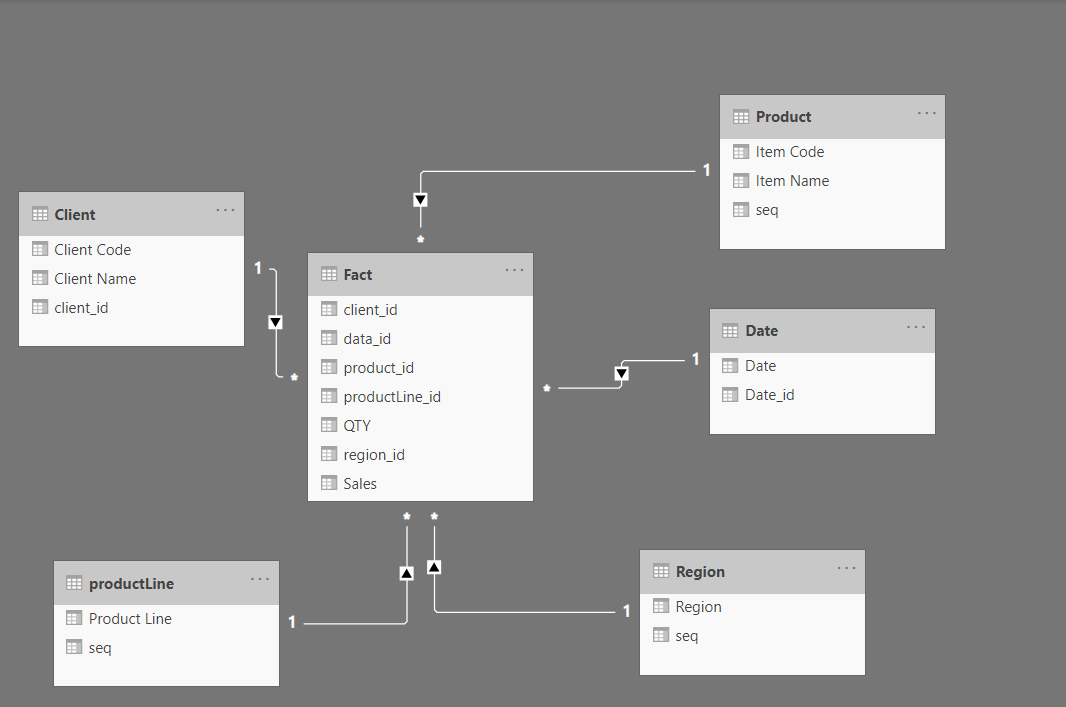 Product
Item Code
Item Name
seq
1
*
Client
Client Code
Client Name
client_id
1
*
Fact
client_id
data_id
product_id
productLine_id
QTY
region_id
Sales
Date
Date
Date_id
1
*
* *
productLine
Product Line
seq
1
Region
Region
seq
1